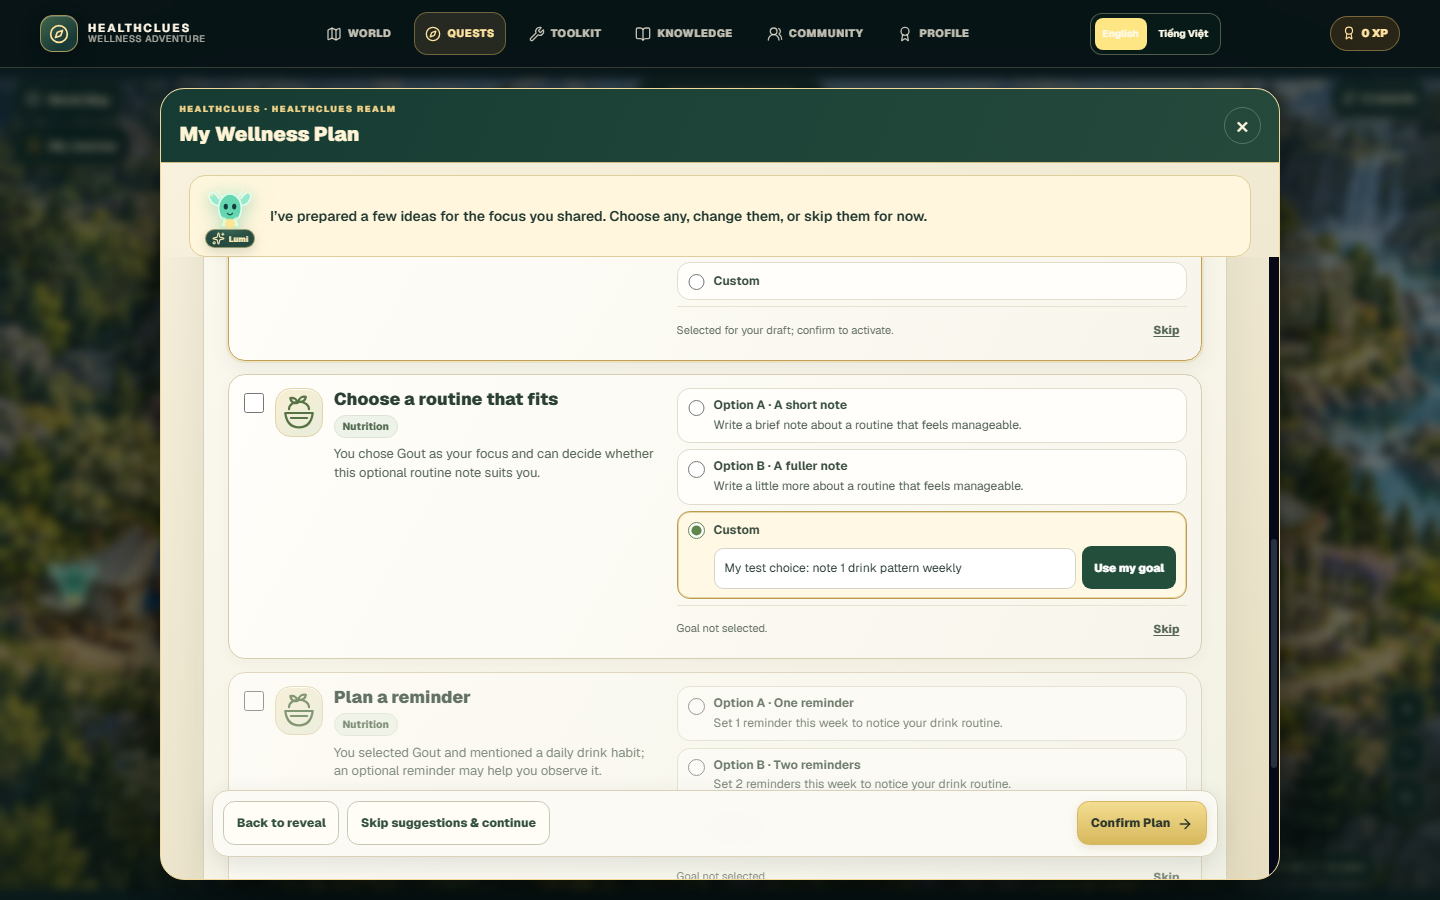 HEALTHCLUES
WELLNESS ADVENTURE
WORLD
QUESTS
TOOLKIT
KNOWLEDGE
COMMUNITY
PROFILE
English
Tiếng Việt
0 XP
HEALTHCLUES · HEALTHCLUES REALM
My Wellness Plan
Lumi
I've prepared a few ideas for the focus you shared. Choose any, change them, or skip them for now.
Custom
Selected for your draft; confirm to activate.
Skip
Choose a routine that fits
Nutrition
You chose Gout as your focus and can decide whether
this optional routine note suits you.
Option A · A short note
Write a brief note about a routine that feels manageable.
Option B · A fuller note
Write a little more about a routine that feels manageable.
Custom
My test choice: note 1 drink pattern weekly
Use my goal
Goal not selected.
Skip
Plan a reminder
Nutrition
You selected Gout and mentioned a daily drink habit;
an optional reminder may help you observe it.
Option A · One reminder
Set 1 reminder this week to notice your drink routine.
Option B · Two reminders
Set 2 reminders this week to notice your drink routine.
Back to reveal
Skip suggestions & continue
Confirm Plan
Goal not selected.
Skip